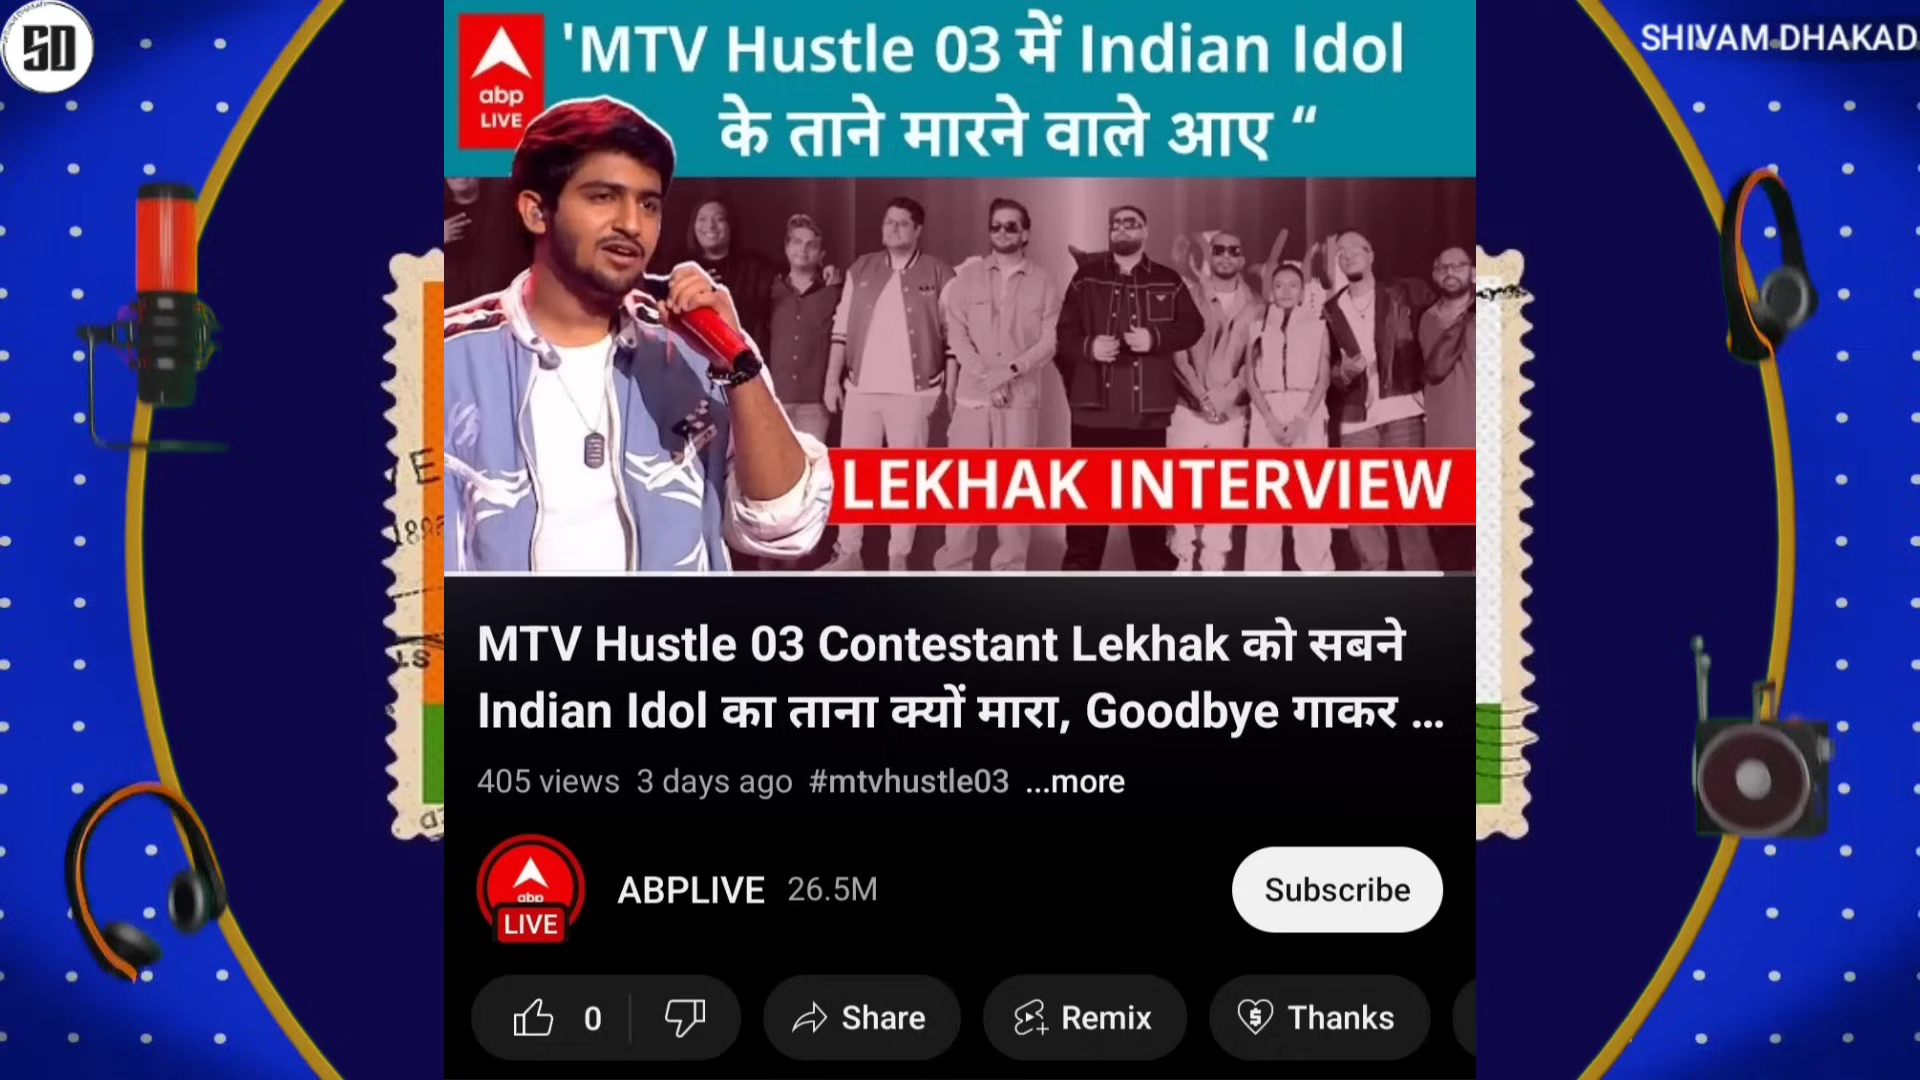 SD
SHIVAM DHAKAD
abp
LIVE
'MTV Hustle 03 में Indian Idol
के ताने मारने वाले आए “
LEKHAK INTERVIEW
MTV Hustle 03 Contestant Lekhak को सबने
Indian Idol का ताना क्यों मारा, Goodbye गाकर ...
405 views 3 days ago #mtvhustle03 ...more
abp
LIVE
ABPLIVE 26.5M
Subscribe
0
Share
Remix
Thanks